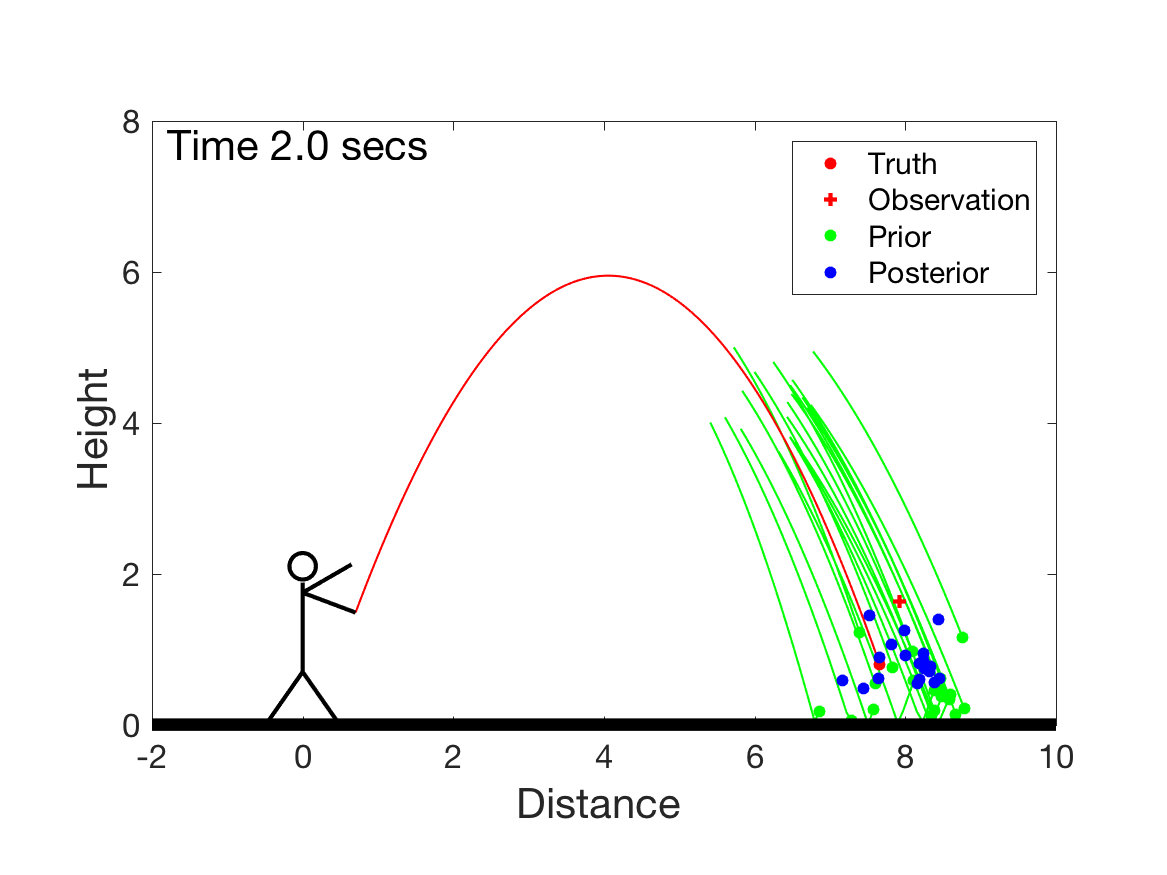 Time 2.0 secs
Truth
Observation
Prior
Posterior
8
6
4
2
0
Height
-2 0 2 4 6 8 10
Distance